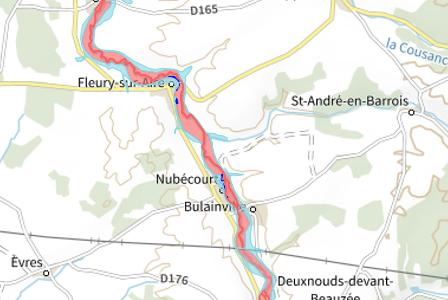 D165
la Cousanc
Fleury-sur-Aire
St-André-en-Barrois
Nubécourt
Bulainville
Èvres
D176
Deuxnouds-devant-
Beauzée